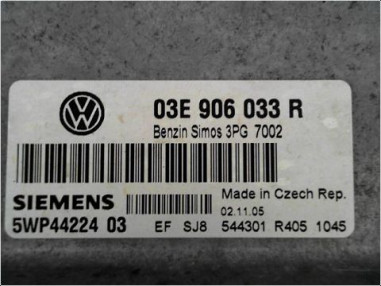 03E 906 033 R
Benzin Simos 3PG 7002
SIEMENS
Made in Czech Rep.
02.11.05
5WP44224 03 EF SJ8 544301 R405 1045